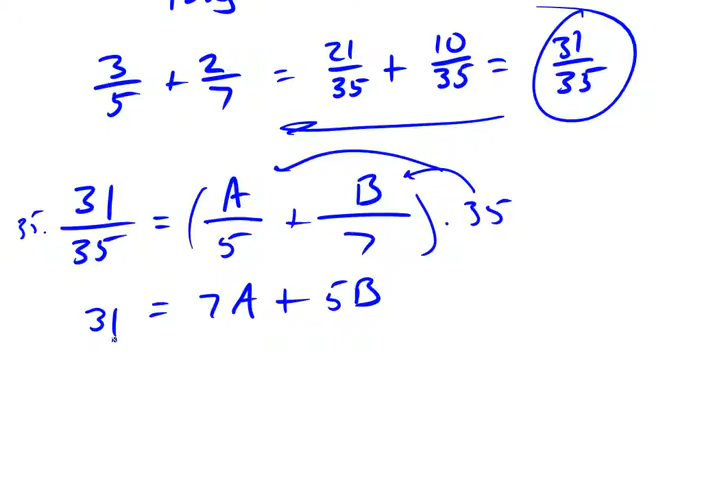 3/5 + 2/7 = 21/35 + 10/35 = 31/35
35. 31/35 = (A/5 + B/7) . 35
31 = 7A + 5B